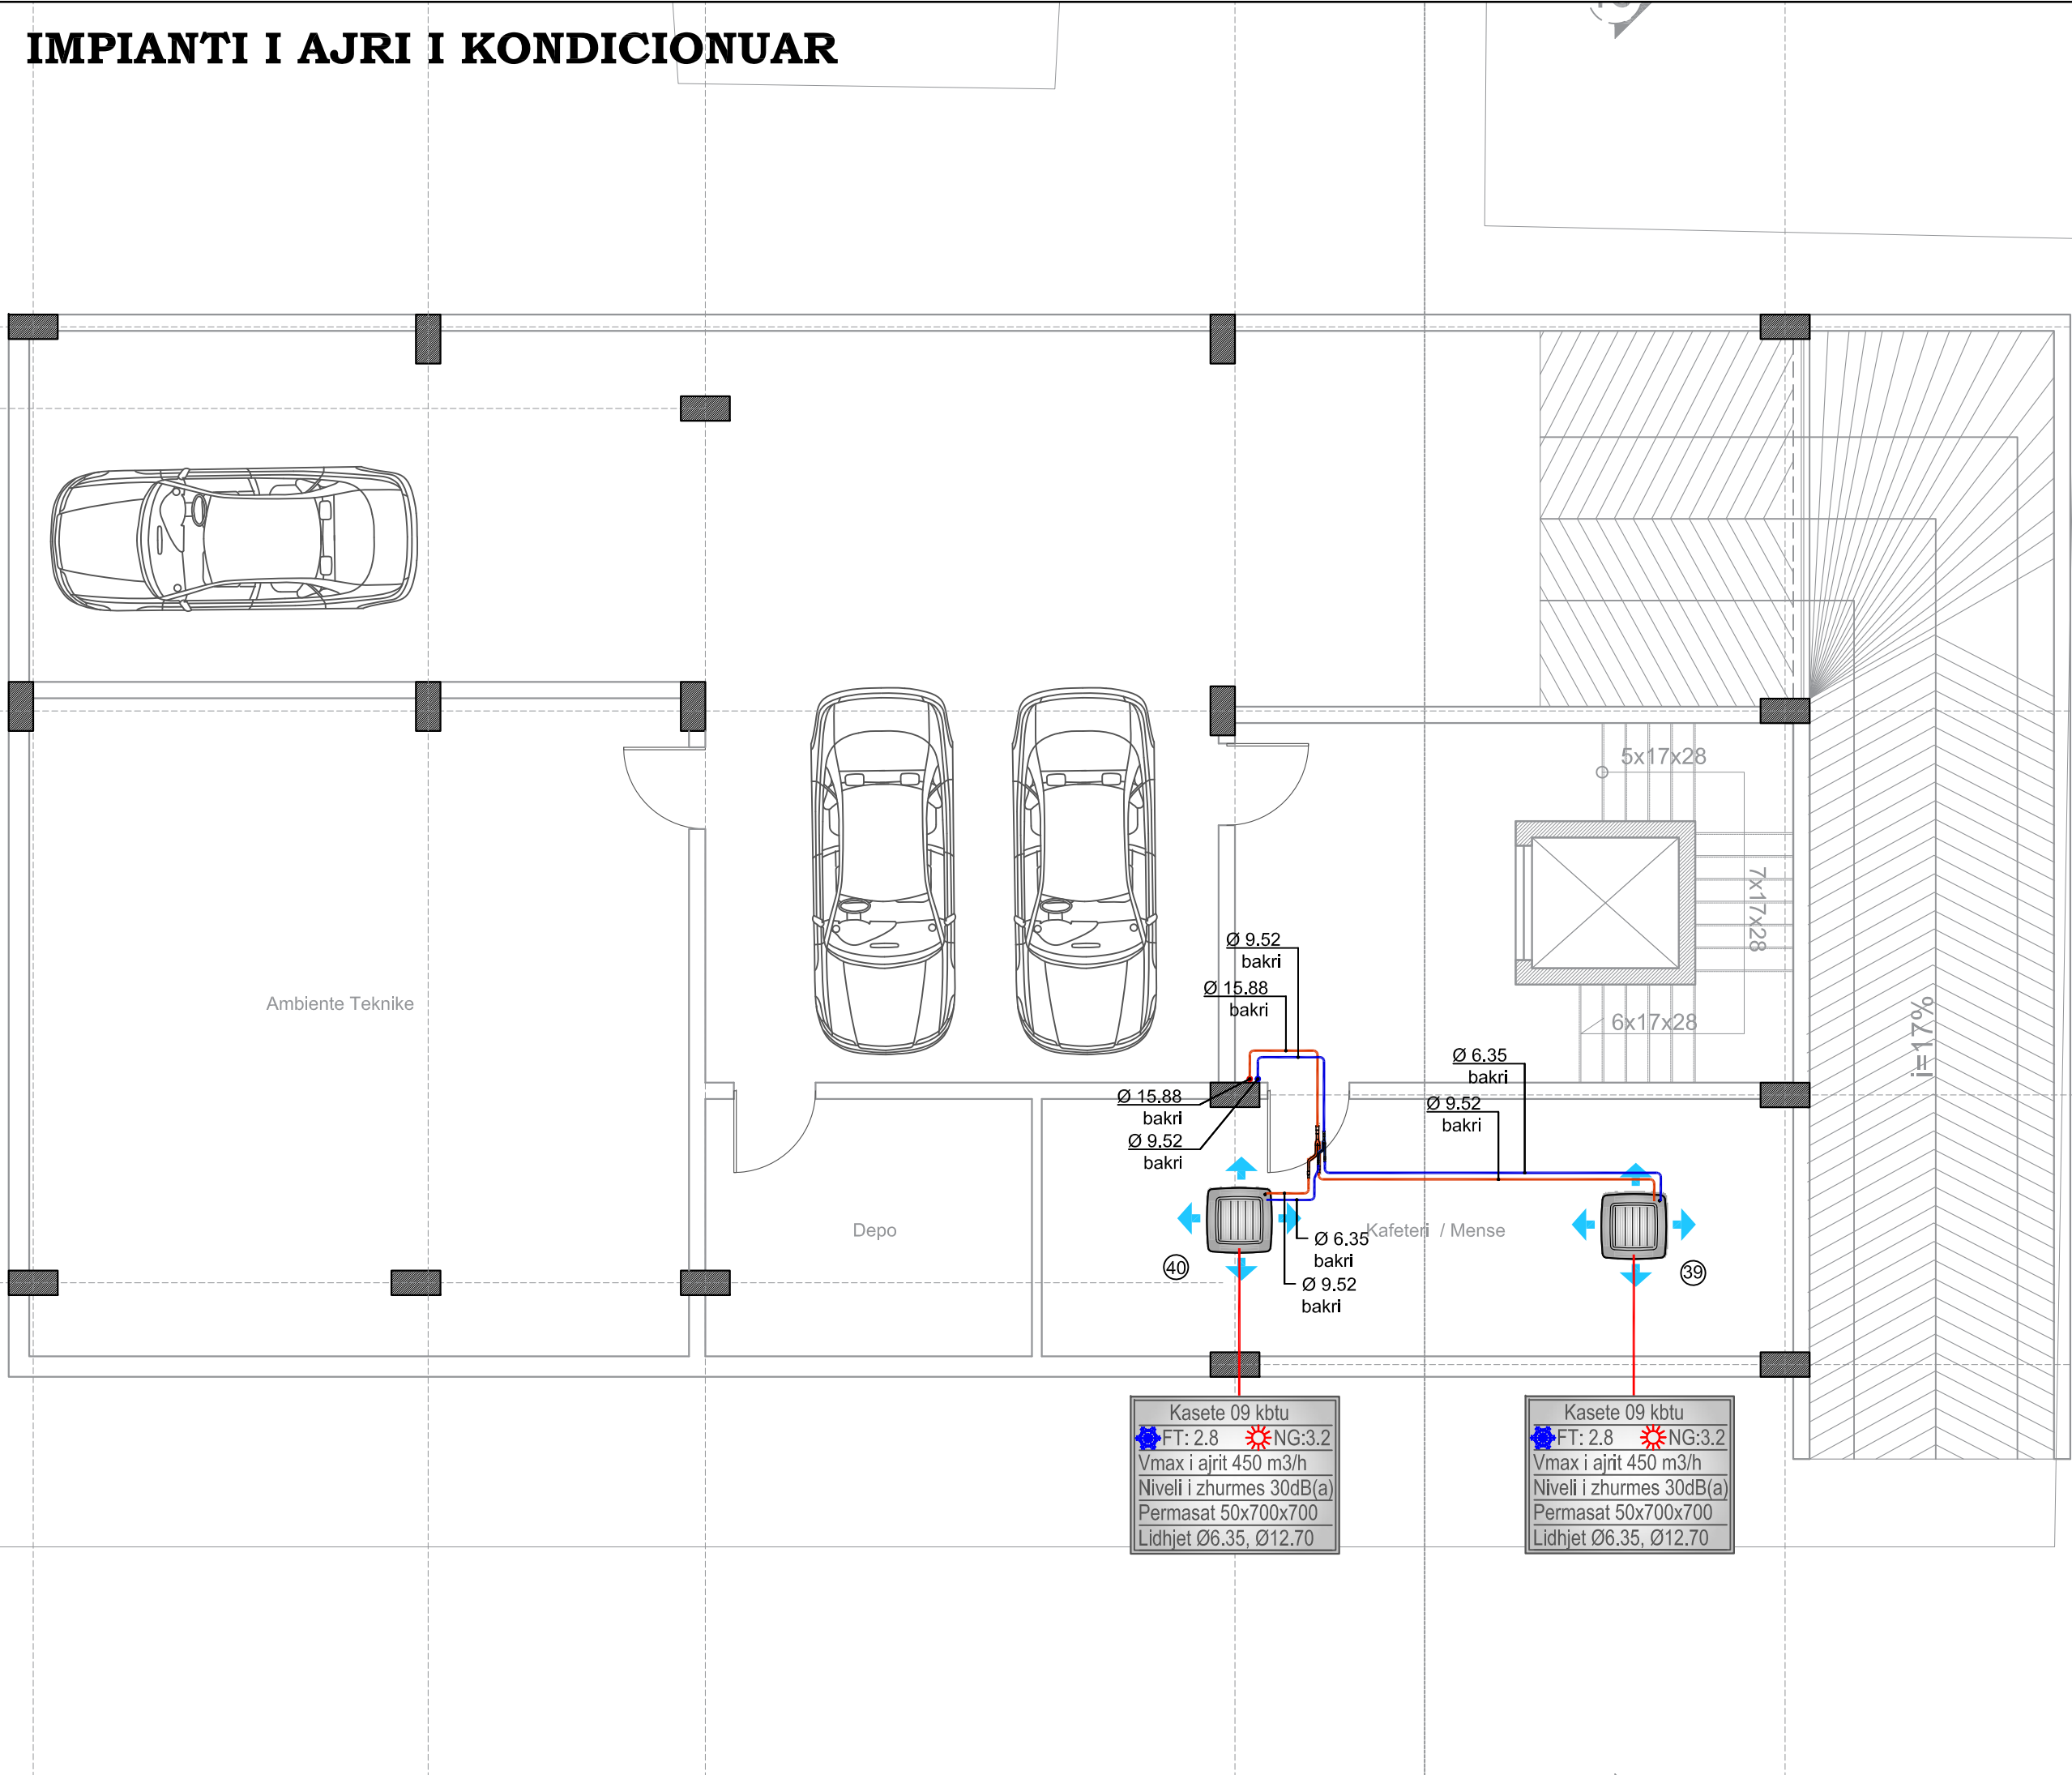 IMPIANTI I AJRI I KONDICIONUAR
5x17x28
7x17x28
6x17x28
i=17%
Ambiente Teknike
Ø 9.52
bakri
Ø 15.88
bakri
Ø 6.35
bakri
Ø 9.52
bakri
Ø 15.88
bakri
Ø 9.52
bakri
Depo
Kafeteri / Mense
Ø 6.35
bakri
Ø 9.52
bakri
40
39
Kasete 09 kbtu
FT: 2.8 NG:3.2
Vmax i ajrit 450 m3/h
Niveli i zhurmes 30dB(a)
Permasat 50x700x700
Lidhjet Ø6.35, Ø12.70
Kasete 09 kbtu
FT: 2.8 NG:3.2
Vmax i ajrit 450 m3/h
Niveli i zhurmes 30dB(a)
Permasat 50x700x700
Lidhjet Ø6.35, Ø12.70